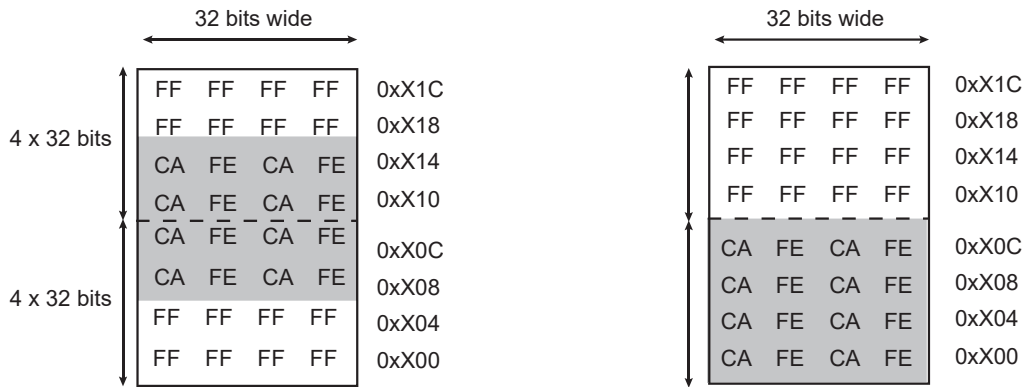 32 bits wide
FF FF FF FF 0xX1C
FF FF FF FF 0xX18
4 x 32 bits
CA FE CA FE 0xX14
CA FE CA FE 0xX10
CA FE CA FE 0xX0C
CA FE CA FE 0xX08
4 x 32 bits
FF FF FF FF 0xX04
FF FF FF FF 0xX00
32 bits wide
FF FF FF FF 0xX1C
FF FF FF FF 0xX18
FF FF FF FF 0xX14
FF FF FF FF 0xX10
CA FE CA FE 0xX0C
CA FE CA FE 0xX08
CA FE CA FE 0xX04
CA FE CA FE 0xX00